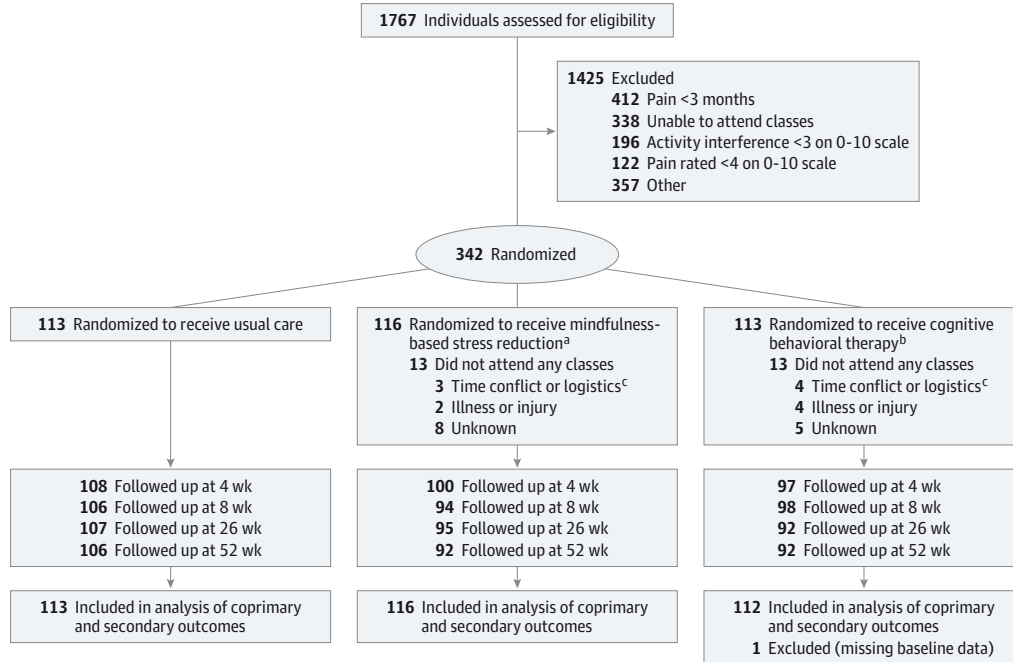 1767 Individuals assessed for eligibility
1425 Excluded
412 Pain <3 months
338 Unable to attend classes
196 Activity interference <3 on 0-10 scale
122 Pain rated <4 on 0-10 scale
357 Other
342 Randomized
113 Randomized to receive usual care
116 Randomized to receive mindfulness-
based stress reductionᵃ
13 Did not attend any classes
3 Time conflict or logisticsᶜ
2 Illness or injury
8 Unknown
113 Randomized to receive cognitive
behavioral therapyᵇ
13 Did not attend any classes
4 Time conflict or logisticsᶜ
4 Illness or injury
5 Unknown
108 Followed up at 4 wk
106 Followed up at 8 wk
107 Followed up at 26 wk
106 Followed up at 52 wk
100 Followed up at 4 wk
94 Followed up at 8 wk
95 Followed up at 26 wk
92 Followed up at 52 wk
97 Followed up at 4 wk
98 Followed up at 8 wk
92 Followed up at 26 wk
92 Followed up at 52 wk
113 Included in analysis of coprimary
and secondary outcomes
116 Included in analysis of coprimary
and secondary outcomes
112 Included in analysis of coprimary
and secondary outcomes
1 Excluded (missing baseline data)